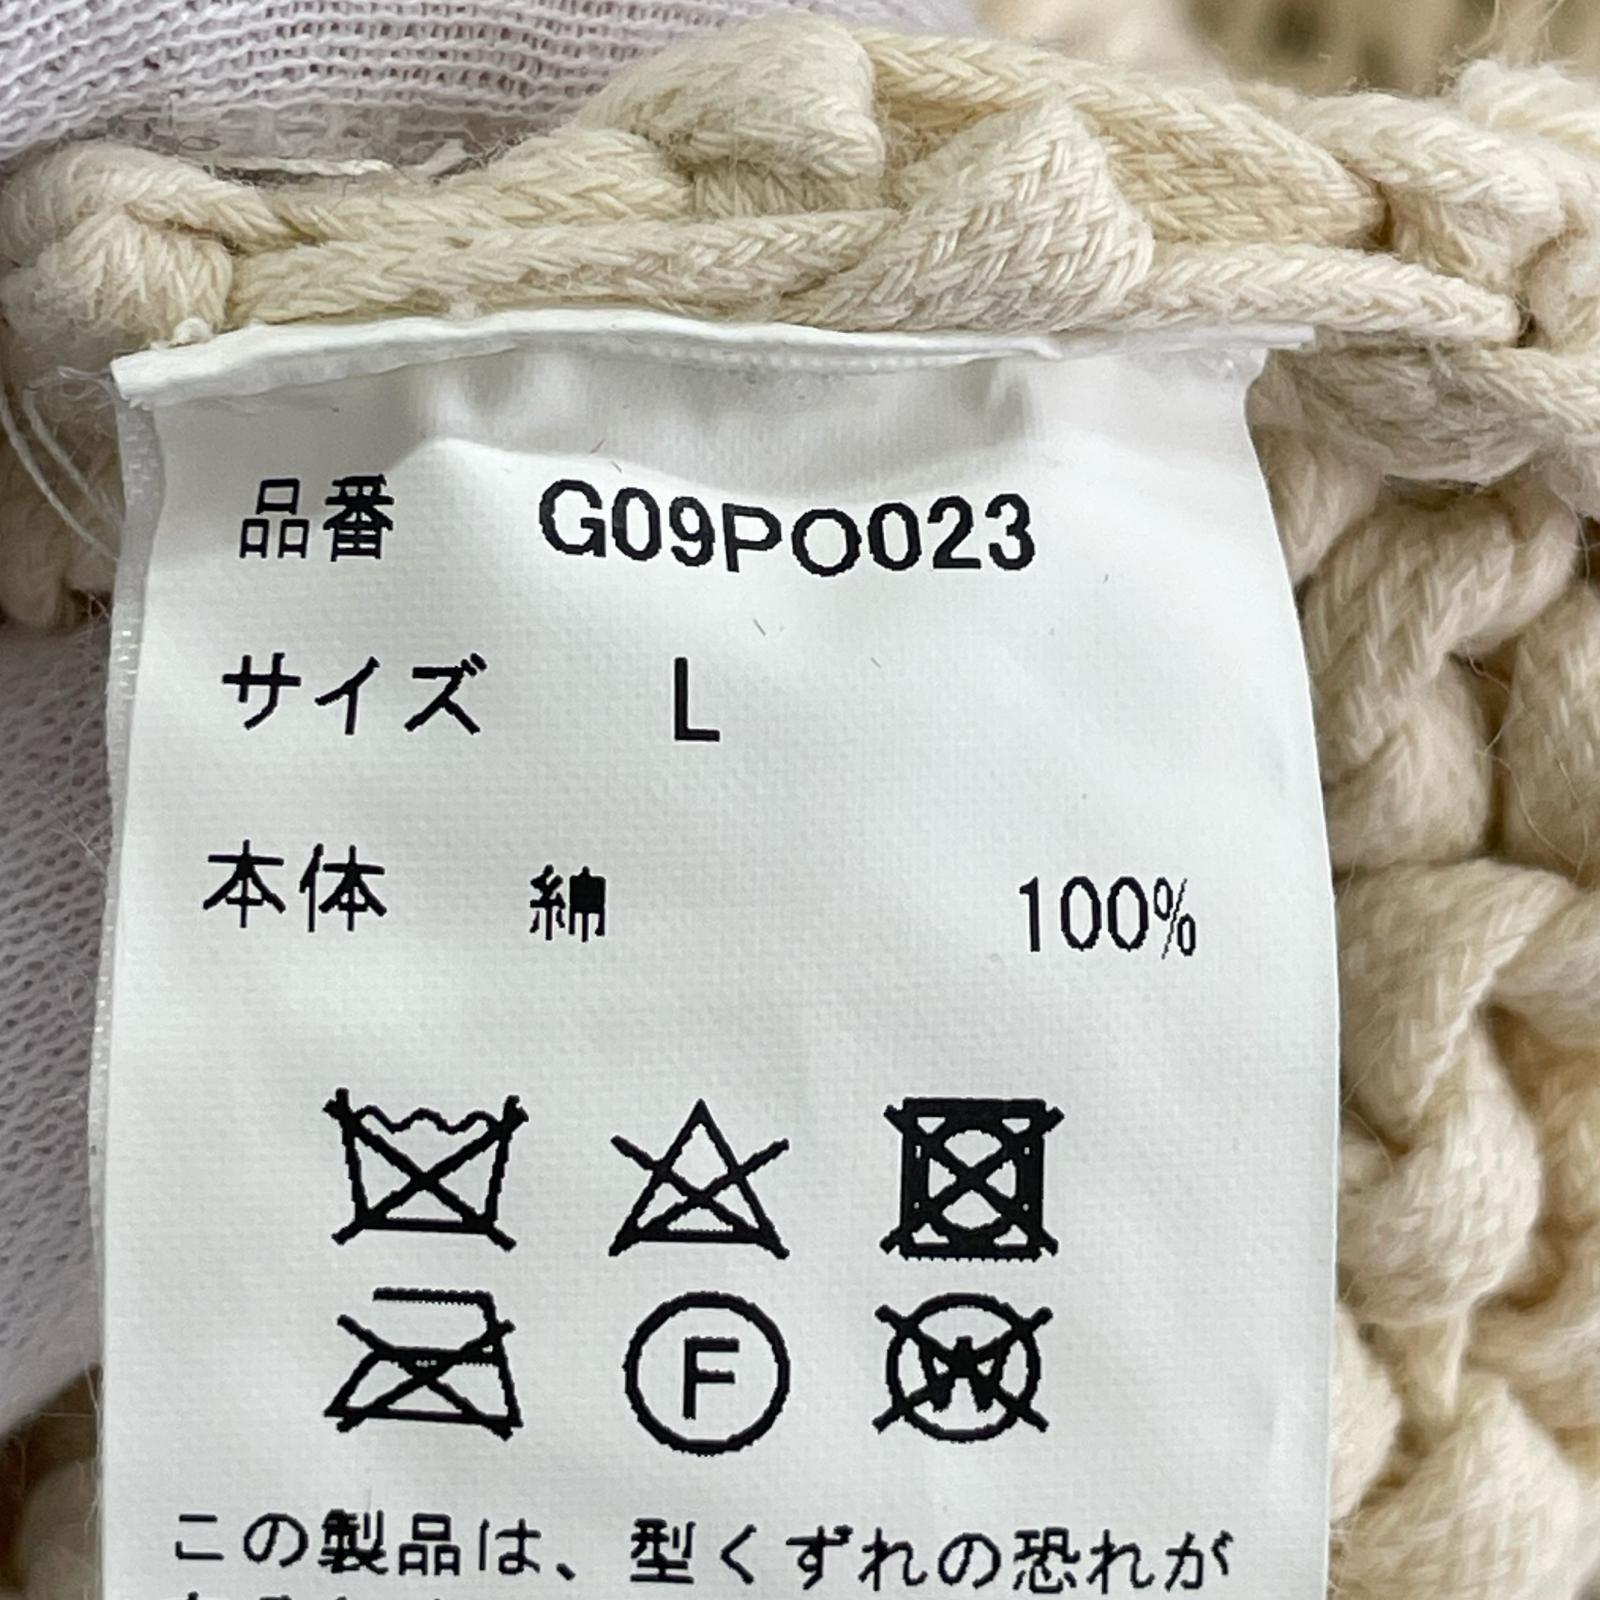 品番 G09PO023
サイズ L
本体 綿 100%
F
W
この製品は、型くずれの恐れが